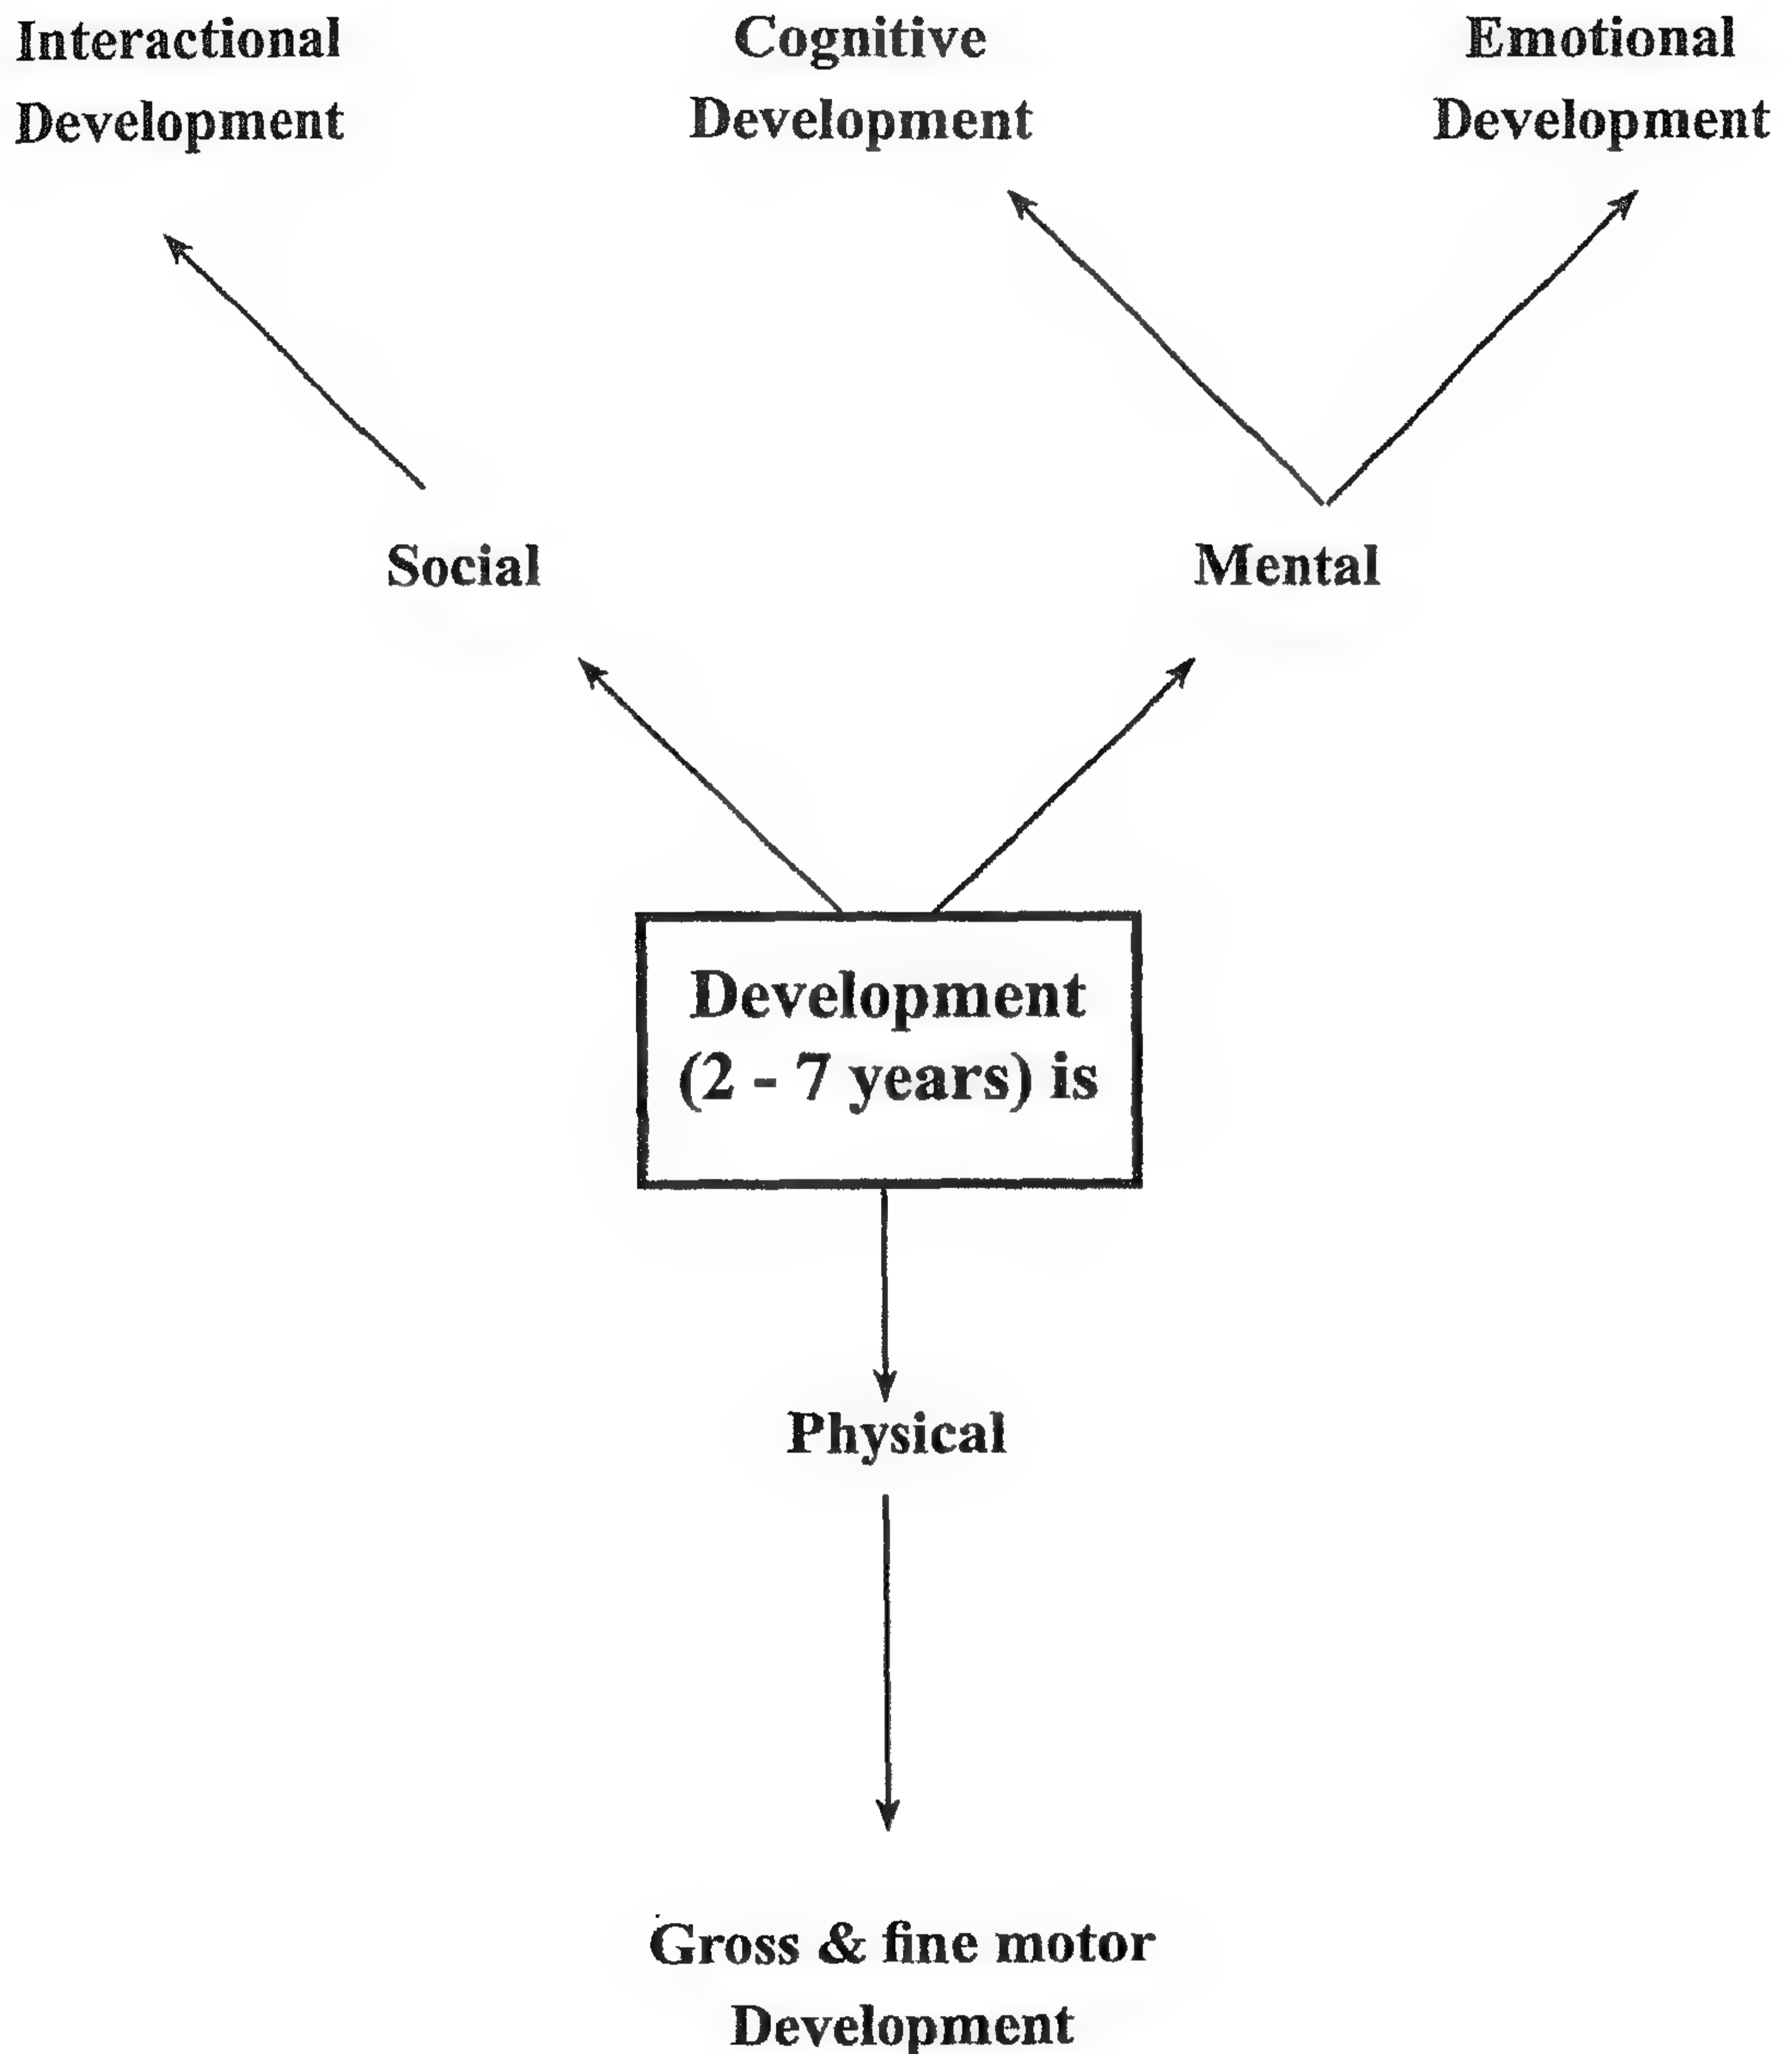 Interactional
Development
Cognitive
Development
Emotional
Development
Social
Mental
Development
(2 - 7 years) is
Physical
Gross & fine motor
Development